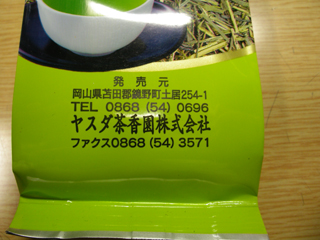 発売元
岡山県苫田郡鏡野町土居254-1
TEL 0868 (54) 0696
ヤスダ茶香園株式会社
ファクス0868 (54) 3571